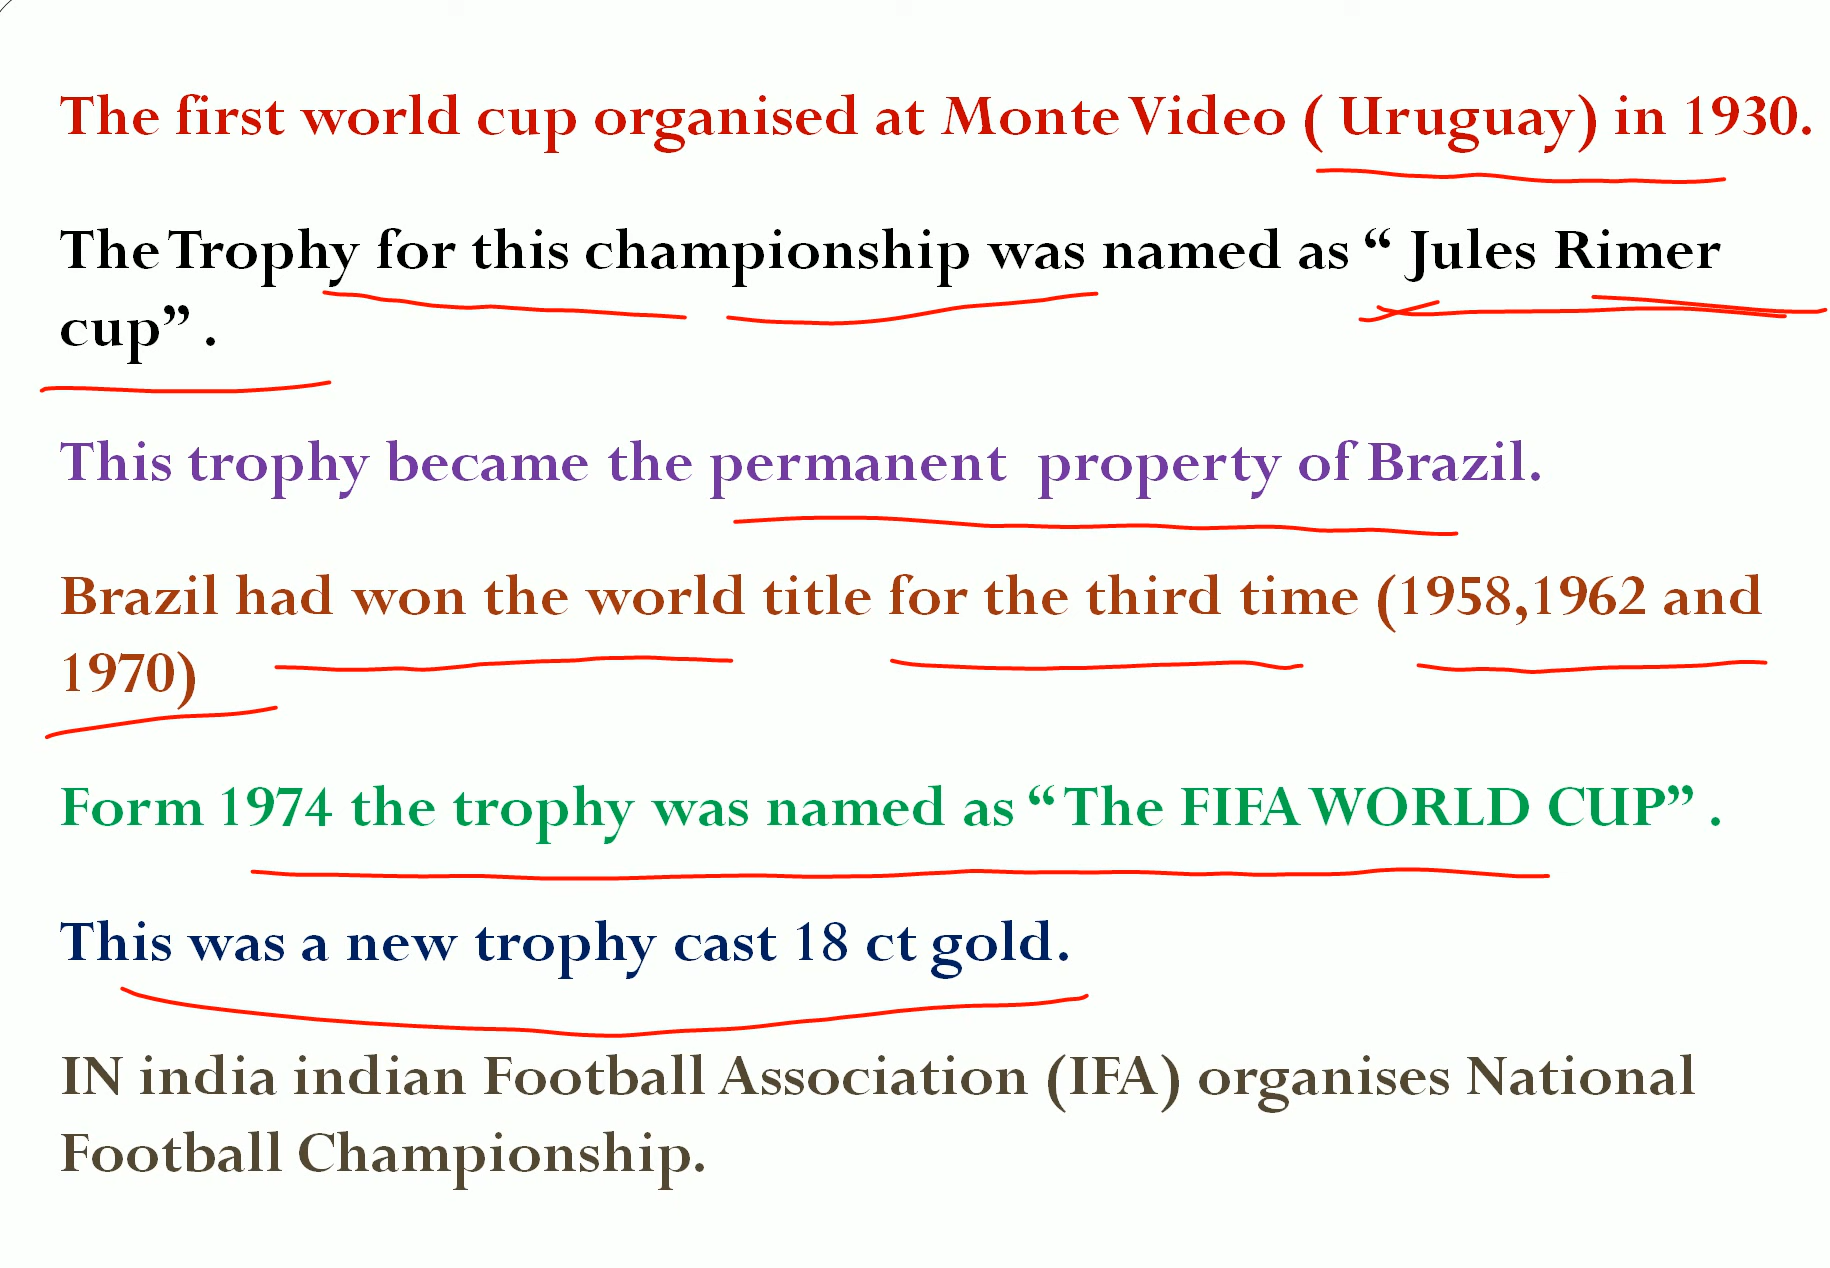 The first world cup organised at Monte Video ( Uruguay) in 1930.
The Trophy for this championship was named as “ Jules Rimer
cup” .
This trophy became the permanent  property of Brazil.
Brazil had won the world title for the third time (1958,1962 and
1970)
Form 1974 the trophy was named as “ The FIFA WORLD CUP” .
This was a new trophy cast 18 ct gold.
IN india indian Football Association (IFA) organises National
Football Championship.